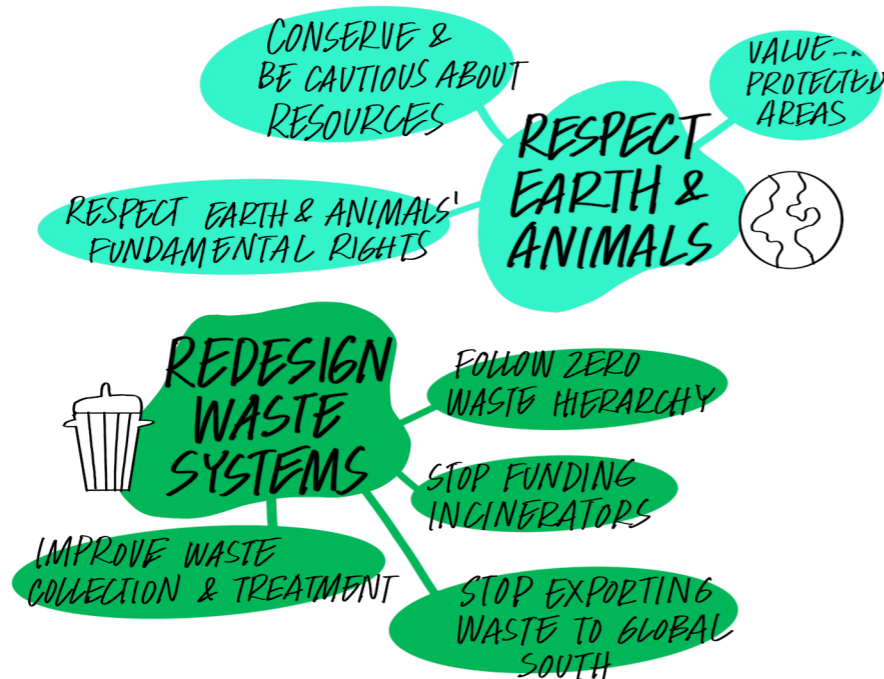 CONSERVE &
BE CAUTIOUS ABOUT
RESOURCES
VALUE
PROTECTED
AREAS
RESPECT
EARTH &
ANIMALS
RESPECT EARTH & ANIMALS'
FUNDAMENTAL RIGHTS
REDESIGN
WASTE
SYSTEMS
FOLLOW ZERO
WASTE HIERARCHY
STOP FUNDING
INCINERATORS
IMPROVE WASTE
COLLECTION & TREATMENT
STOP EXPORTING
WASTE TO GLOBAL
SOUTH